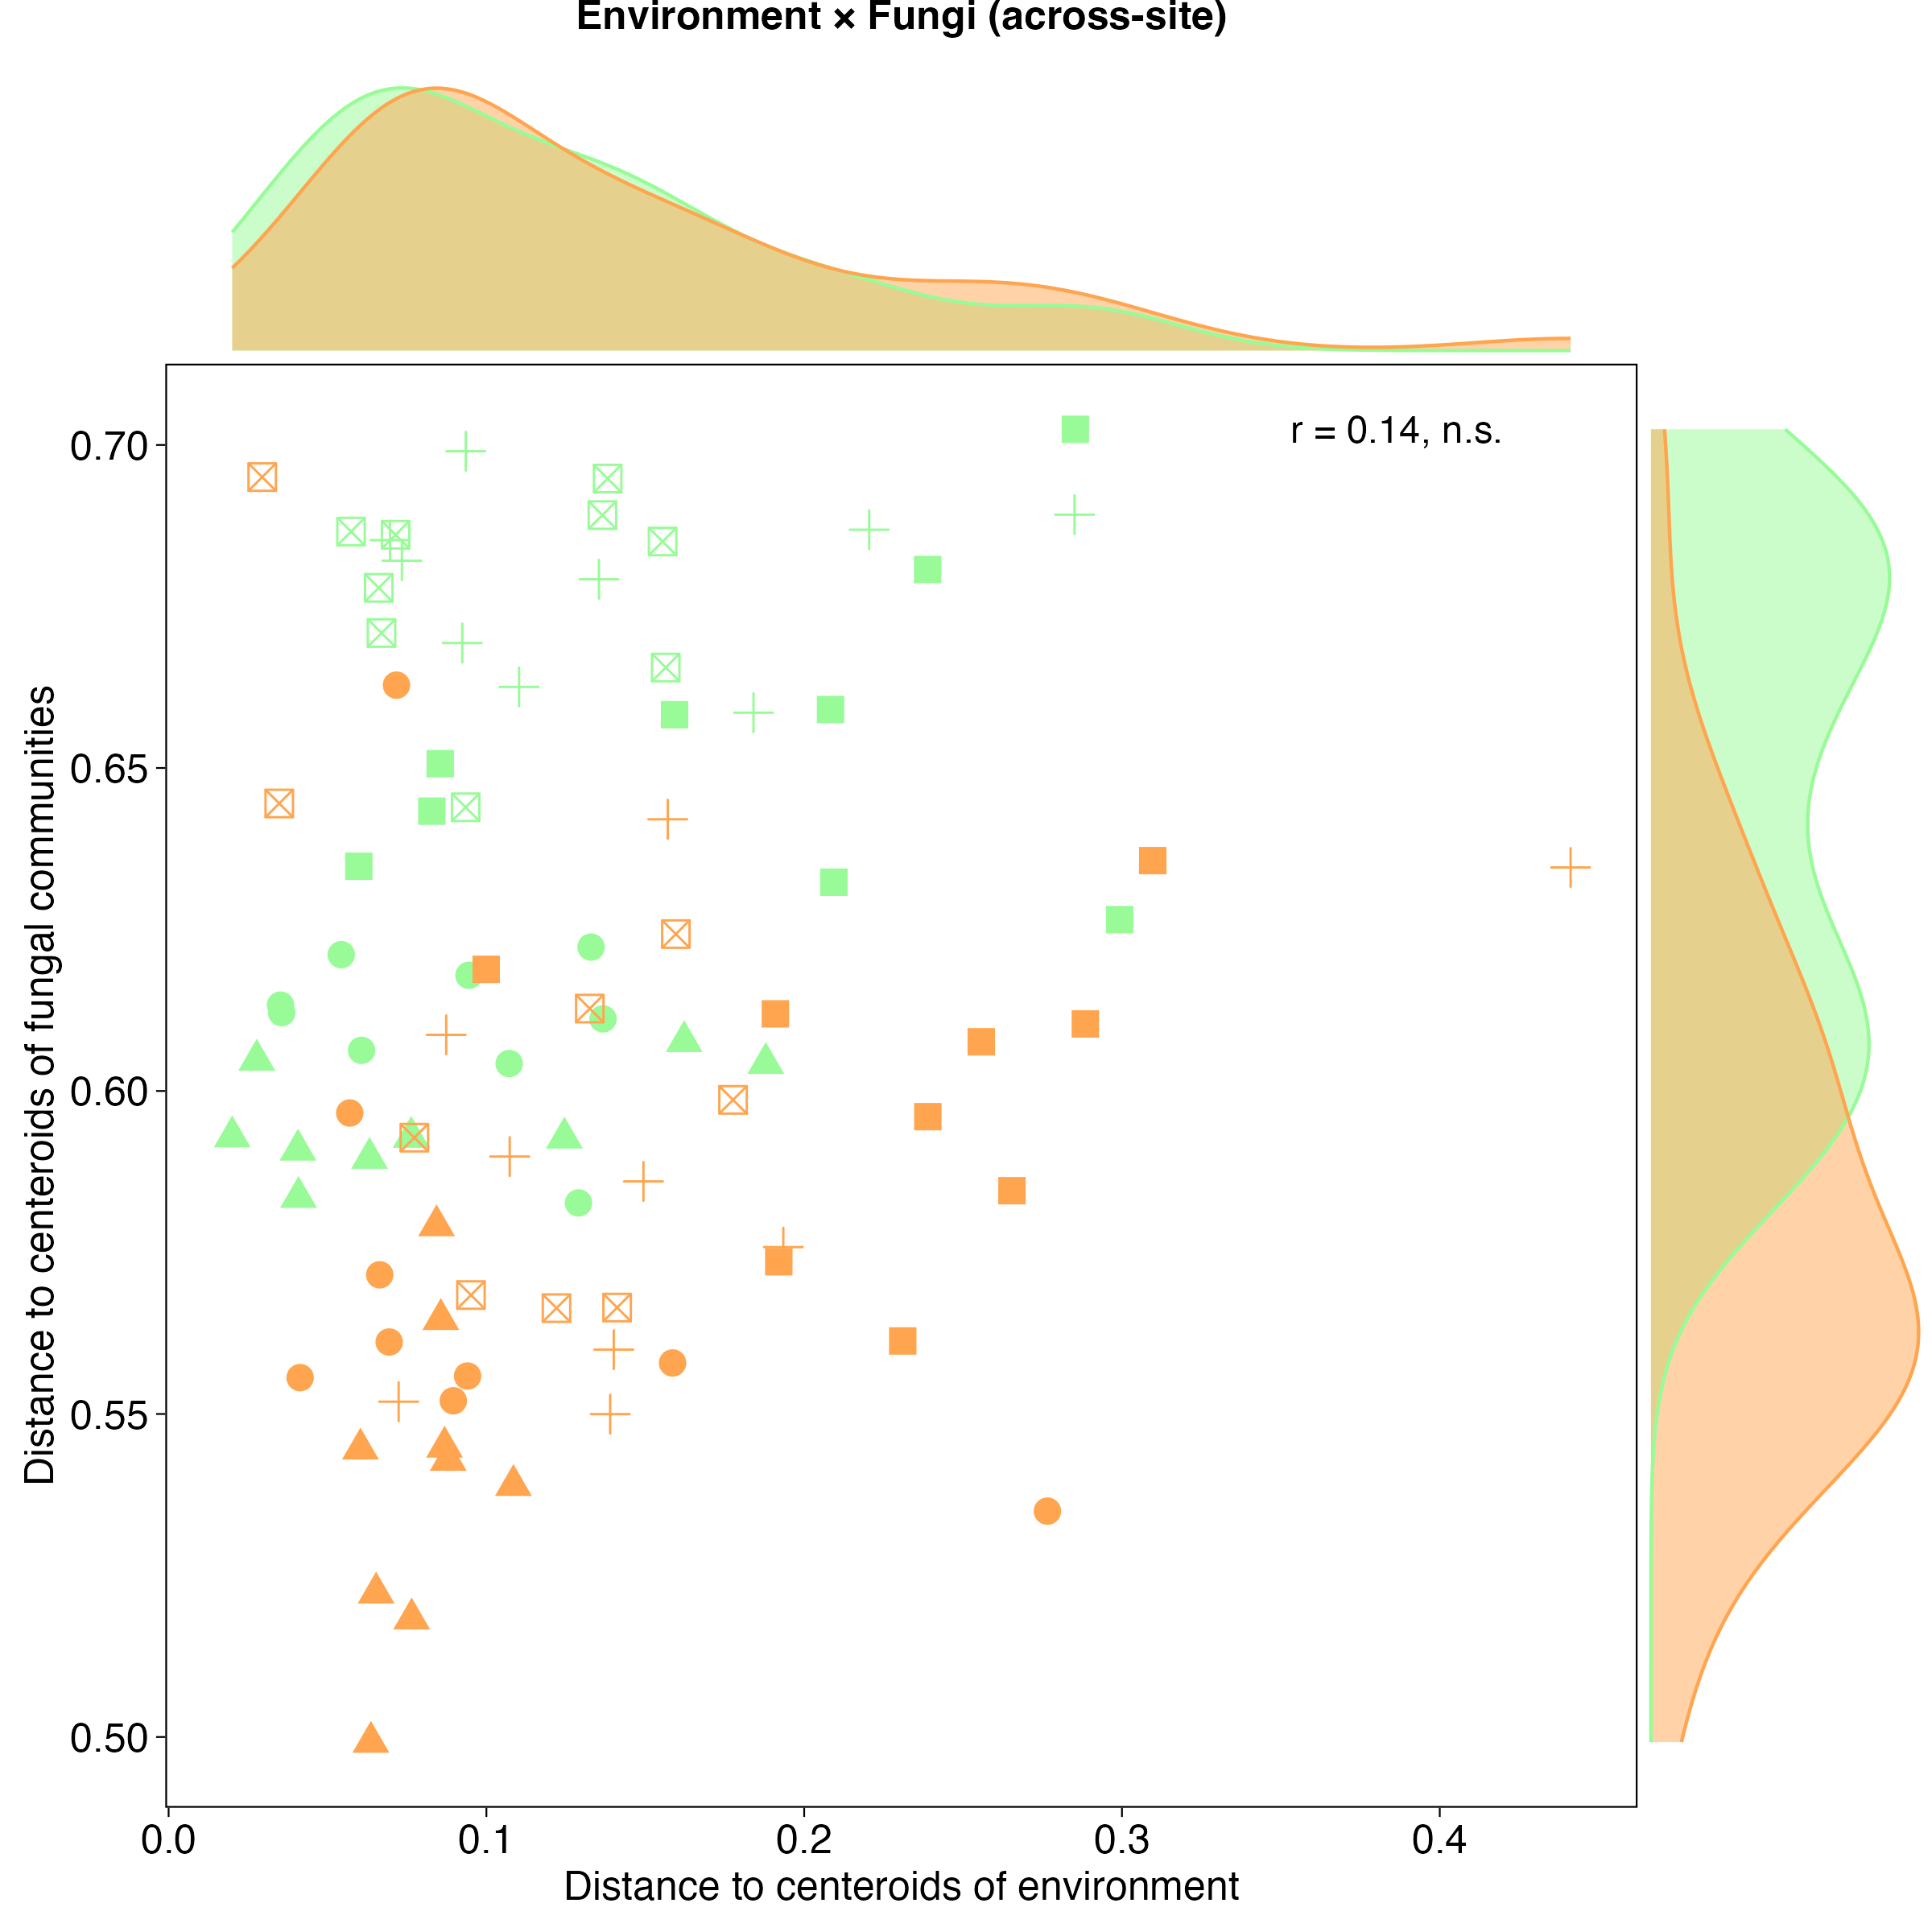 Environment × Fungi (across-site)
r = 0.14, n.s.
0.70
0.65
0.60
0.55
0.50
Distance to centeroids of fungal communities
0.0 0.1 0.2 0.3 0.4
Distance to centeroids of environment